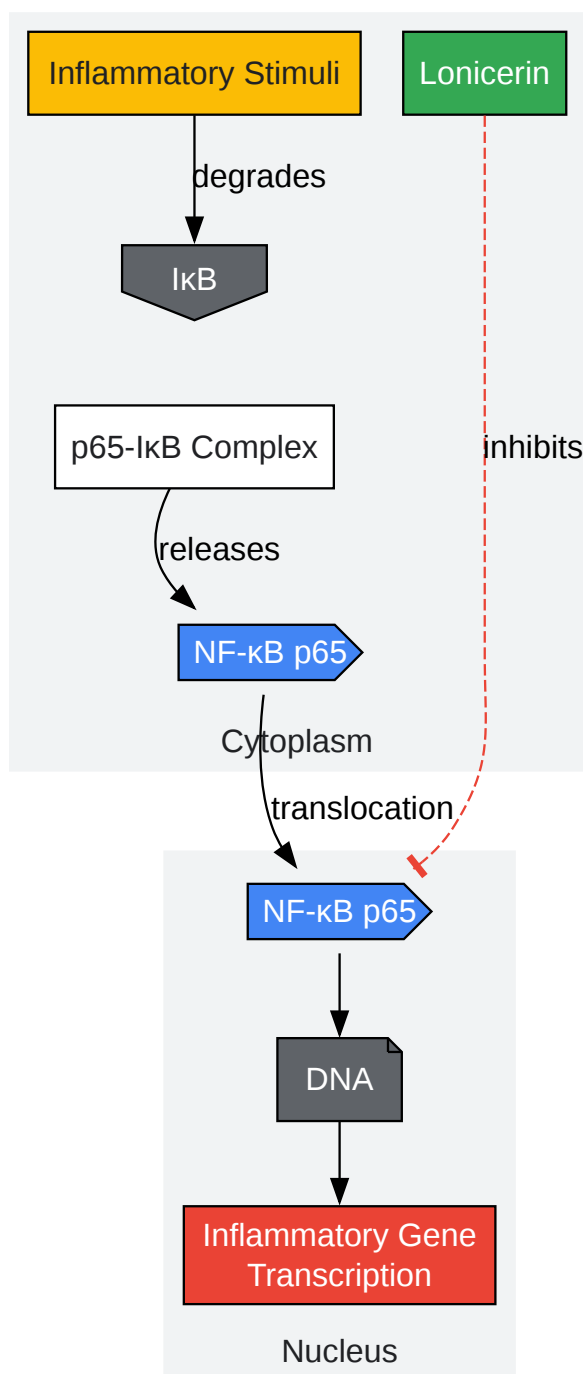 Inflammatory Stimuli
Lonicerin
degrades
IκB
p65-IκB Complex
inhibits
releases
NF-κB p65
Cytoplasm
translocation
NF-κB p65
DNA
Inflammatory Gene
Transcription
Nucleus